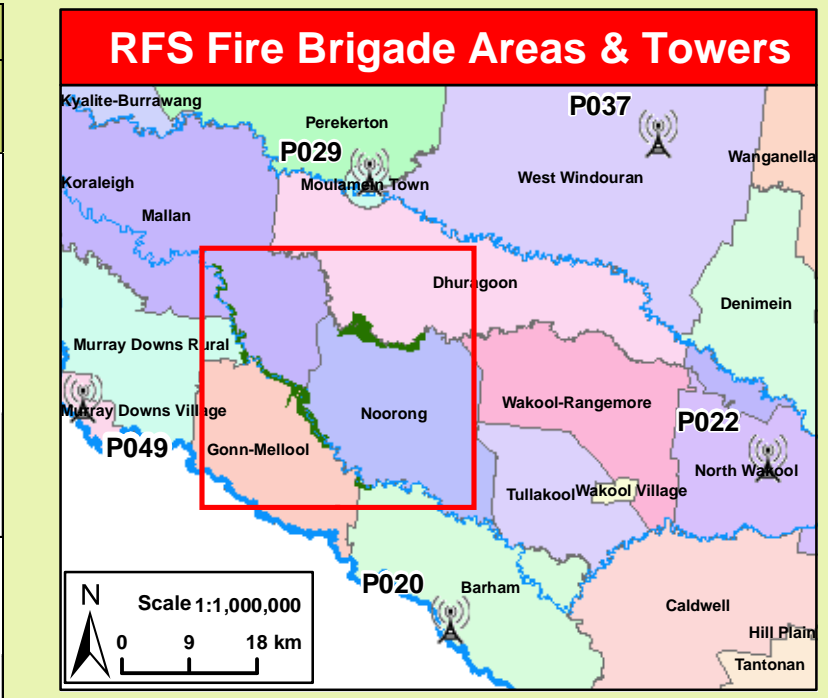 RFS Fire Brigade Areas & Towers
Kyalite-Burrawang
P037
Perekerton
P029
Wanganella
Moulamein Town
West Windouran
Koraleigh
Mallan
Dhuragoon
Denimein
Murray Downs Rural
Wakool-Rangemore
Murray Downs Village
Noorong
P022
P049
Gonn-Mellool
North Wakool
Tullakool
Wakool Village
P020
Barham
Caldwell
Hill Plain
Tantonan
N
Scale 1:1,000,000
0 9 18 km